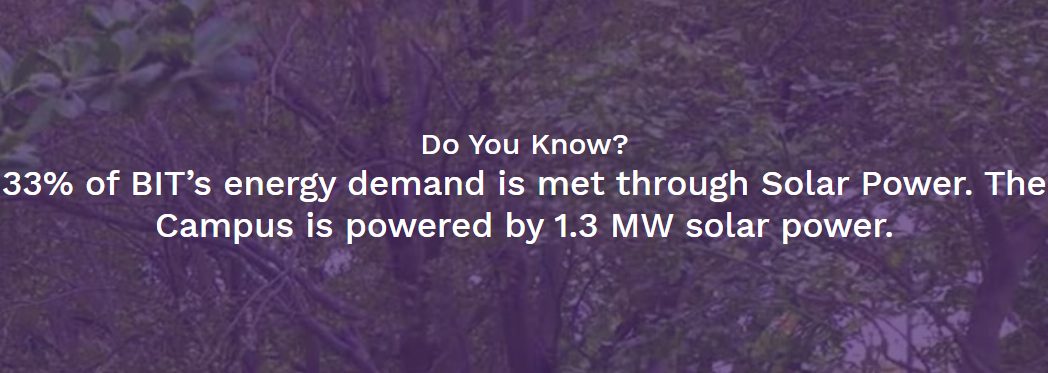 Do You Know?
33% of BIT’s energy demand is met through Solar Power. The
Campus is powered by 1.3 MW solar power.